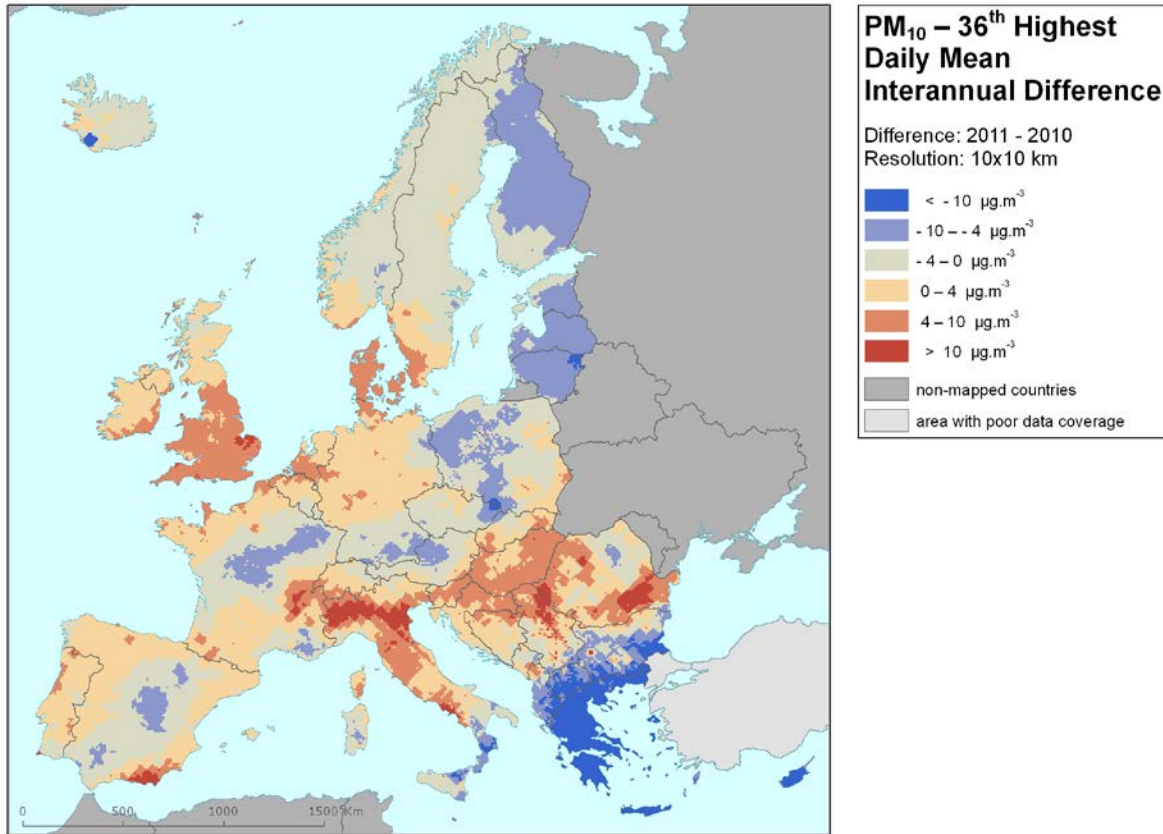 PM₁₀ – 36ᵗʰ Highest
Daily Mean
Interannual Difference
Difference: 2011 - 2010
Resolution: 10x10 km
< - 10 µg.m⁻³
- 10 – - 4 µg.m⁻³
- 4 – 0 µg.m⁻³
0 – 4 µg.m⁻³
4 – 10 µg.m⁻³
> 10 µg.m⁻³
non-mapped countries
area with poor data coverage
0 500 1000 1500 Km